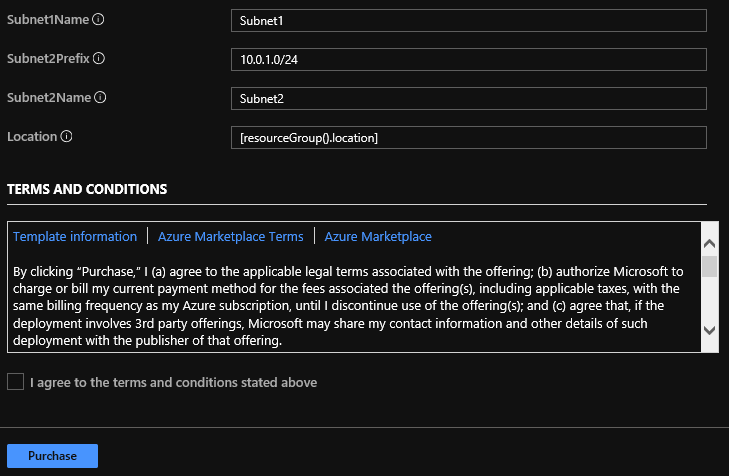 Subnet1Name
Subnet1
Subnet2Prefix
10.0.1.0/24
Subnet2Name
Subnet2
Location
[resourceGroup().location]
TERMS AND CONDITIONS
Template information | Azure Marketplace Terms | Azure Marketplace
By clicking “Purchase,” I (a) agree to the applicable legal terms associated with the offering; (b) authorize Microsoft to
charge or bill my current payment method for the fees associated the offering(s), including applicable taxes, with the
same billing frequency as my Azure subscription, until I discontinue use of the offering(s); and (c) agree that, if the
deployment involves 3rd party offerings, Microsoft may share my contact information and other details of such
deployment with the publisher of that offering.
I agree to the terms and conditions stated above
Purchase